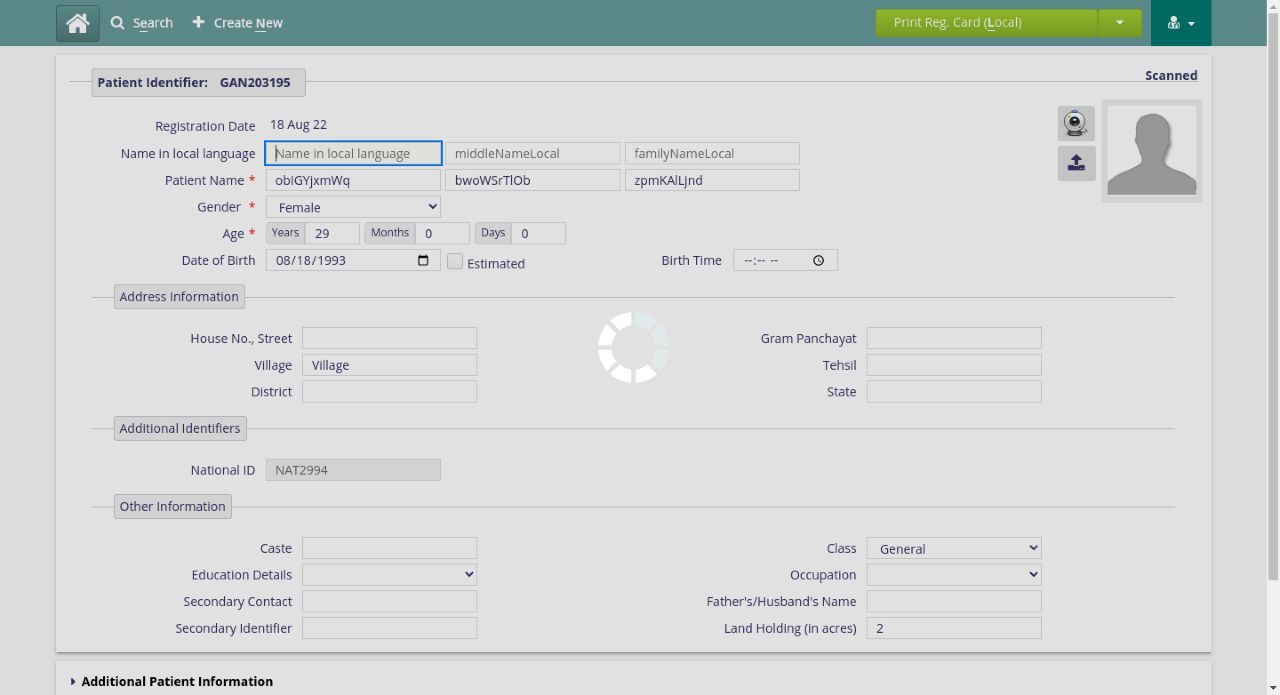 Search Create New Print Reg. Card (Local)
Patient Identifier: GAN203195 Scanned
Registration Date 18 Aug 22
Name in local language Name in local language middleNameLocal familyNameLocal
Patient Name * obIGYjxmWq bwoWSrTlOb zpmKAlLjnd
Gender * Female
Age * Years 29 Months 0 Days 0
Date of Birth 08/18/1993 Estimated Birth Time --:-- --
Address Information
House No., Street Gram Panchayat
Village Village Tehsil
District State
Additional Identifiers
National ID NAT2994
Other Information
Caste Class General
Education Details Occupation
Secondary Contact Father's/Husband's Name
Secondary Identifier Land Holding (in acres) 2
Additional Patient Information